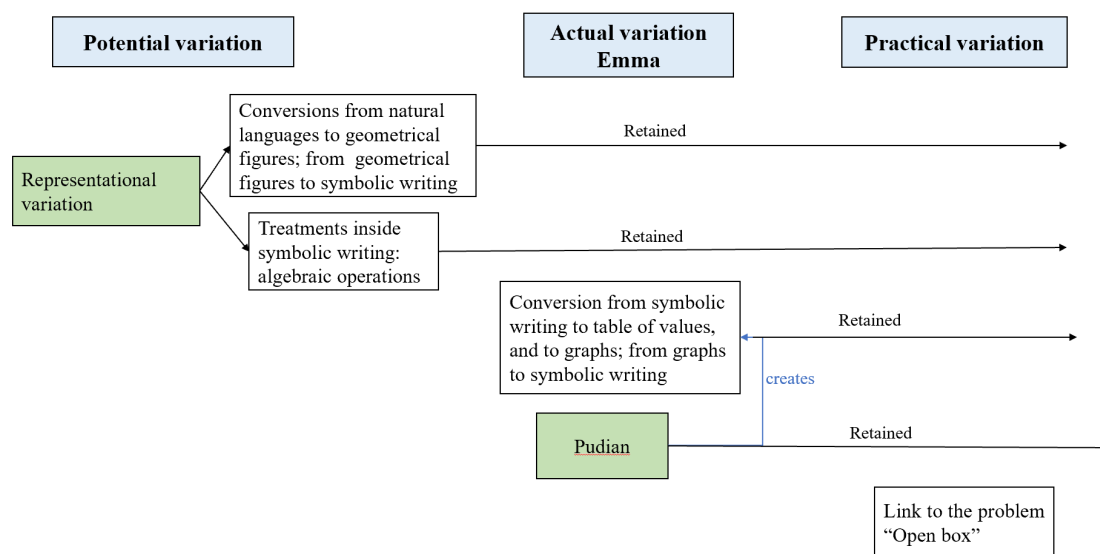 Potential variation
Actual variation
Emma
Practical variation
Conversions from natural
languages to geometrical
figures; from geometrical
figures to symbolic writing
Retained
Representational
variation
Treatments inside
symbolic writing:
algebraic operations
Retained
Conversion from symbolic
writing to table of values,
and to graphs; from graphs
to symbolic writing
Retained
creates
Pudian
Retained
Link to the problem
“Open box”